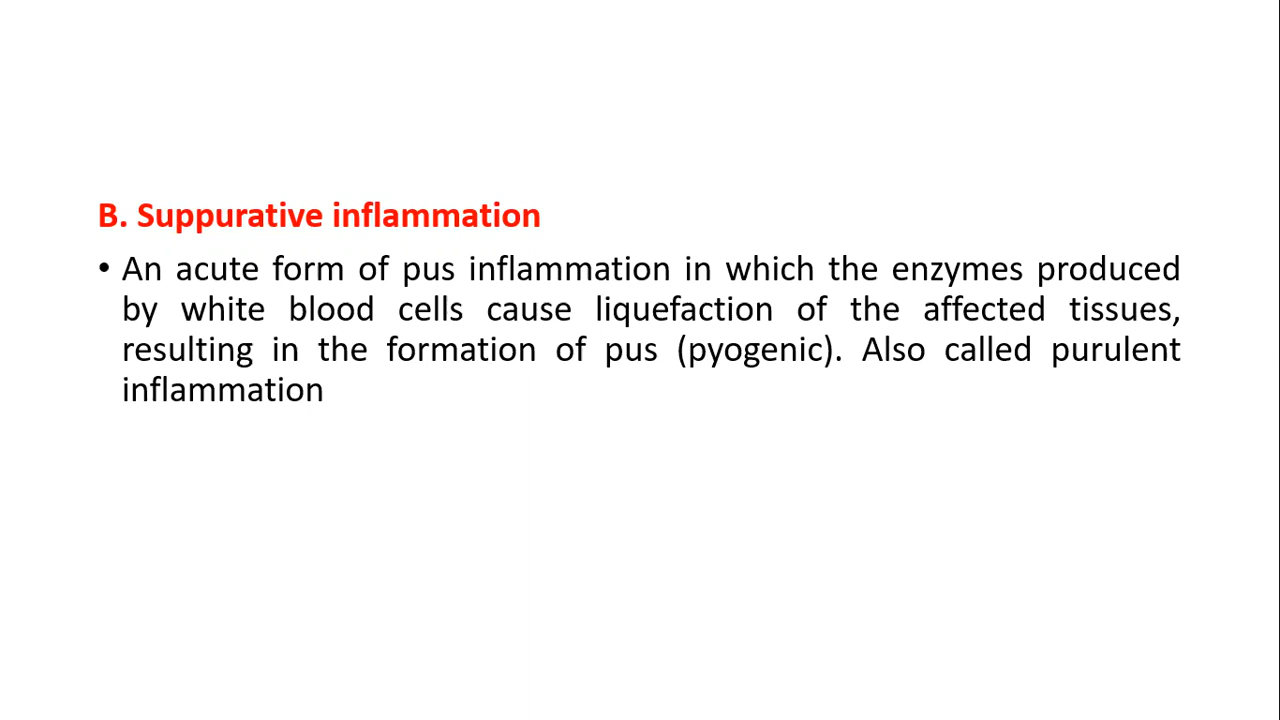 B. Suppurative inflammation
• An acute form of pus inflammation in which the enzymes produced
by white blood cells cause liquefaction of the affected tissues,
resulting in the formation of pus (pyogenic). Also called purulent
inflammation